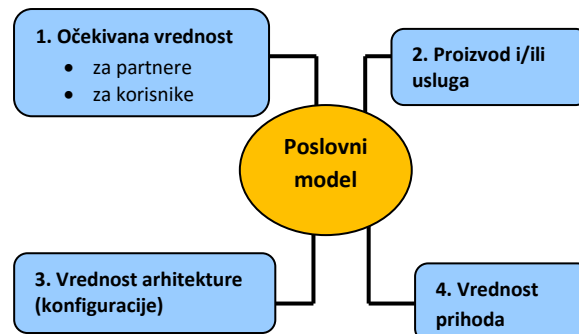 1. Očekivana vrednost
• za partnere
• za korisnike
2. Proizvod i/ili
usluga
Poslovni
model
3. Vrednost arhitekture
(konfiguracije)
4. Vrednost
prihoda